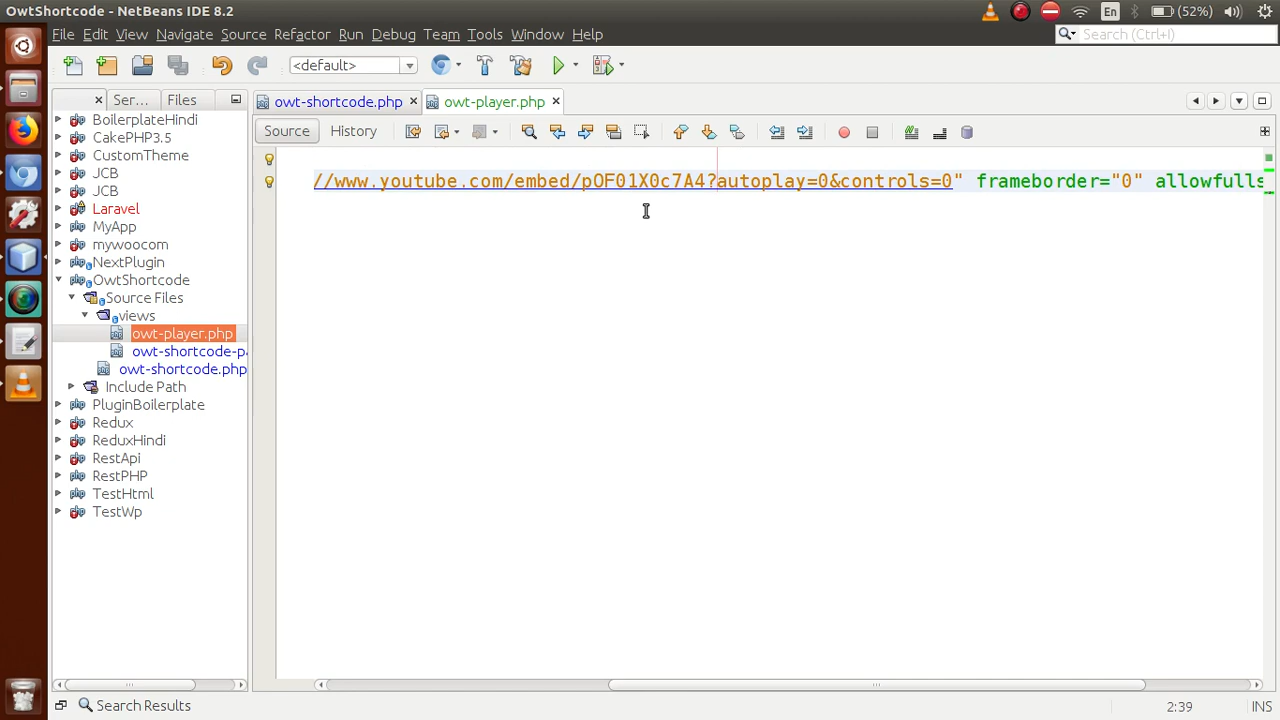 OwtShortcode - NetBeans IDE 8.2
En
(52%)
File Edit View Navigate Source Refactor Run Debug Team Tools Window Help
Search (Ctrl+I)
<default>
Ser...
Files
owt-shortcode.php
owt-player.php
Source
History
BoilerplateHindi
CakePHP3.5
CustomTheme
JCB
JCB
Laravel
MyApp
mywoocom
NextPlugin
OwtShortcode
Source Files
views
owt-player.php
owt-shortcode-pa
owt-shortcode.php
Include Path
PluginBoilerplate
Redux
ReduxHindi
RestApi
RestPHP
TestHtml
TestWp
//www.youtube.com/embed/pOF01X0c7A4?autoplay=0&controls=0" frameborder="0" allowfulls
Search Results
2:39
INS